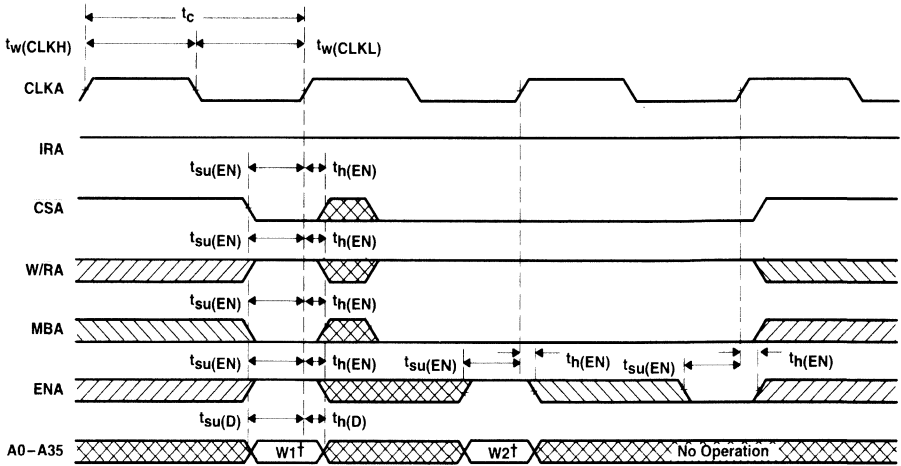 tc
tw(CLKH)
tw(CLKL)
CLKA
IRA
tsu(EN)
th(EN)
CSA
tsu(EN)
th(EN)
W/RA
tsu(EN)
th(EN)
MBA
tsu(EN)
th(EN)
tsu(EN)
th(EN)
tsu(EN)
th(EN)
ENA
tsu(D)
th(D)
A0–A35
W1†
W2†
No Operation